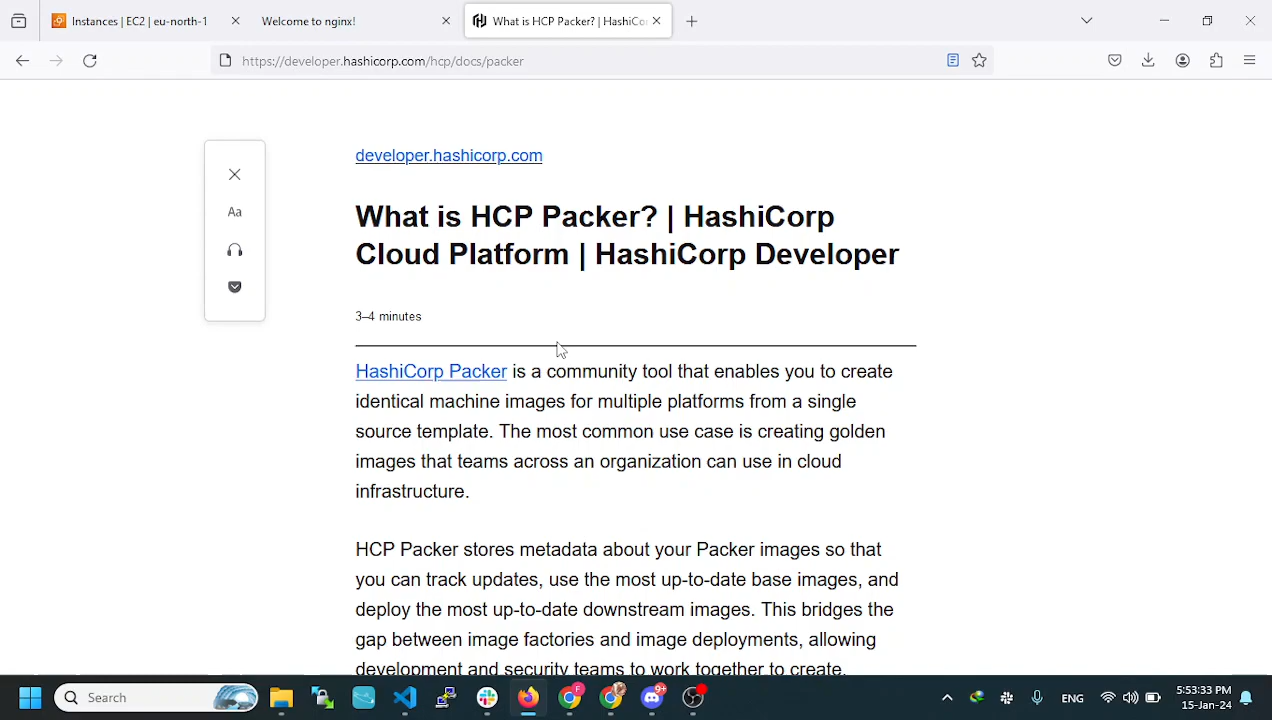 Instances | EC2 | eu-north-1
Welcome to nginx!
What is HCP Packer? | HashiCo
https://developer.hashicorp.com/hcp/docs/packer
developer.hashicorp.com
Aa
What is HCP Packer? | HashiCorp
Cloud Platform | HashiCorp Developer
3–4 minutes
HashiCorp Packer is a community tool that enables you to create
identical machine images for multiple platforms from a single
source template. The most common use case is creating golden
images that teams across an organization can use in cloud
infrastructure.
HCP Packer stores metadata about your Packer images so that
you can track updates, use the most up-to-date base images, and
deploy the most up-to-date downstream images. This bridges the
gap between image factories and image deployments, allowing
development and security teams to work together to create,
Search
F
9+
ENG
5:53:33 PM
15-Jan-24